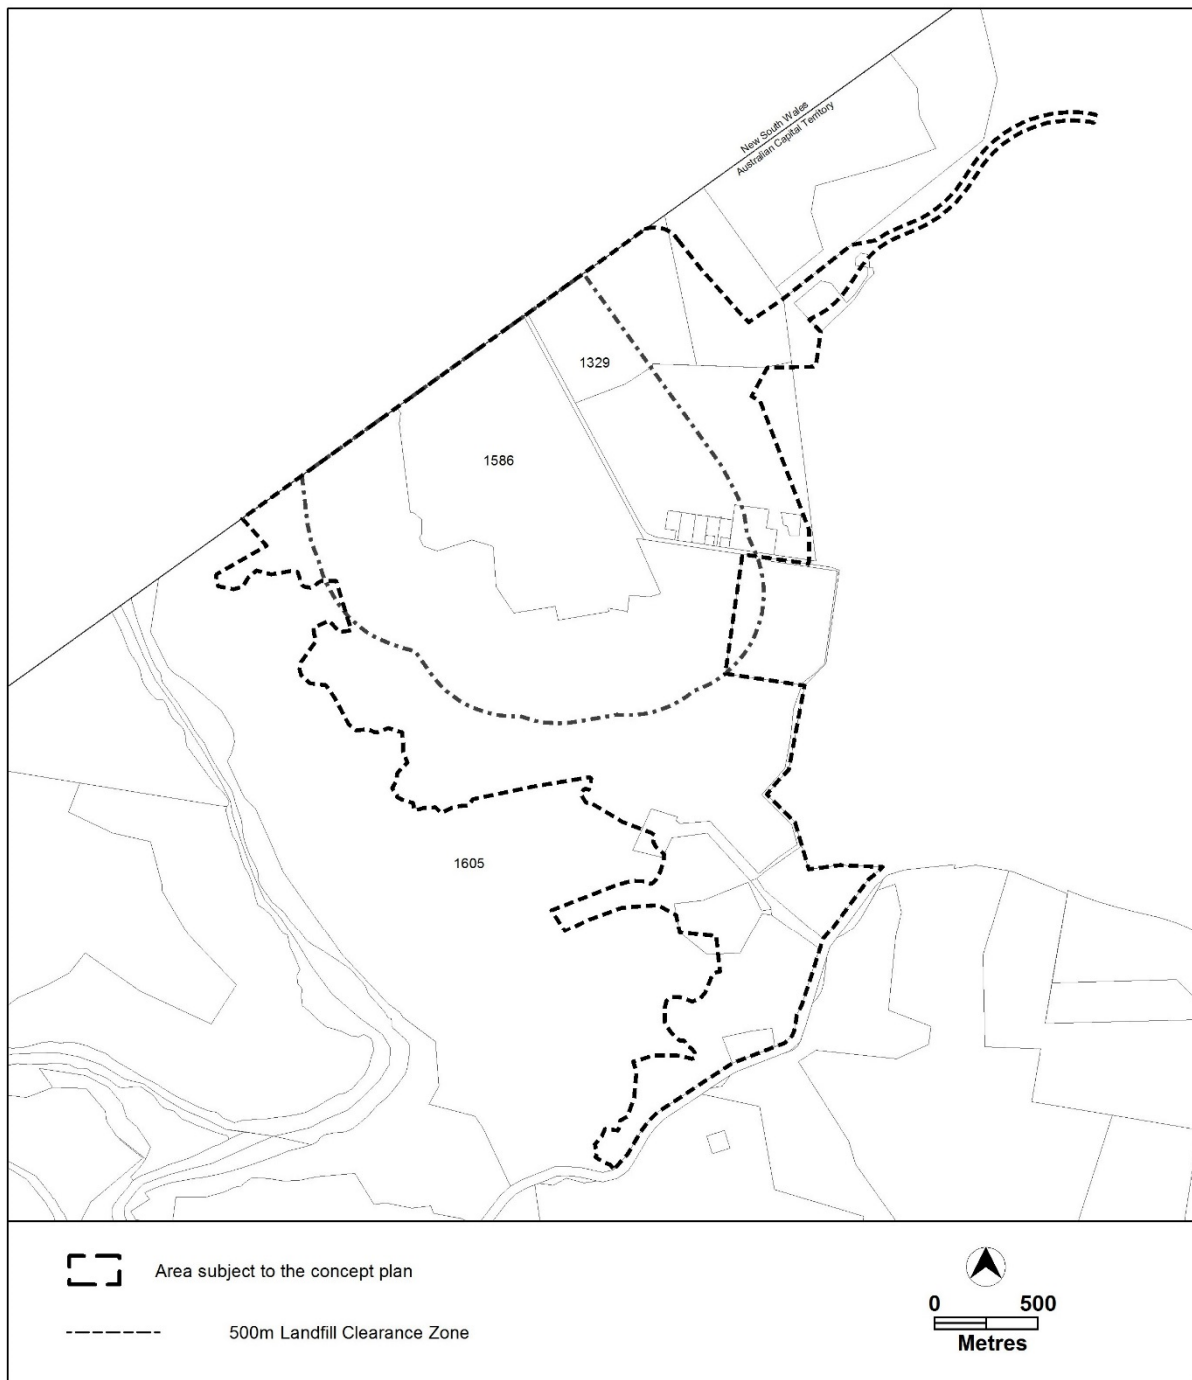 New South Wales
Australian Capital Territory
1329
1586
1605
Area subject to the concept plan
500m Landfill Clearance Zone
0 500
Metres